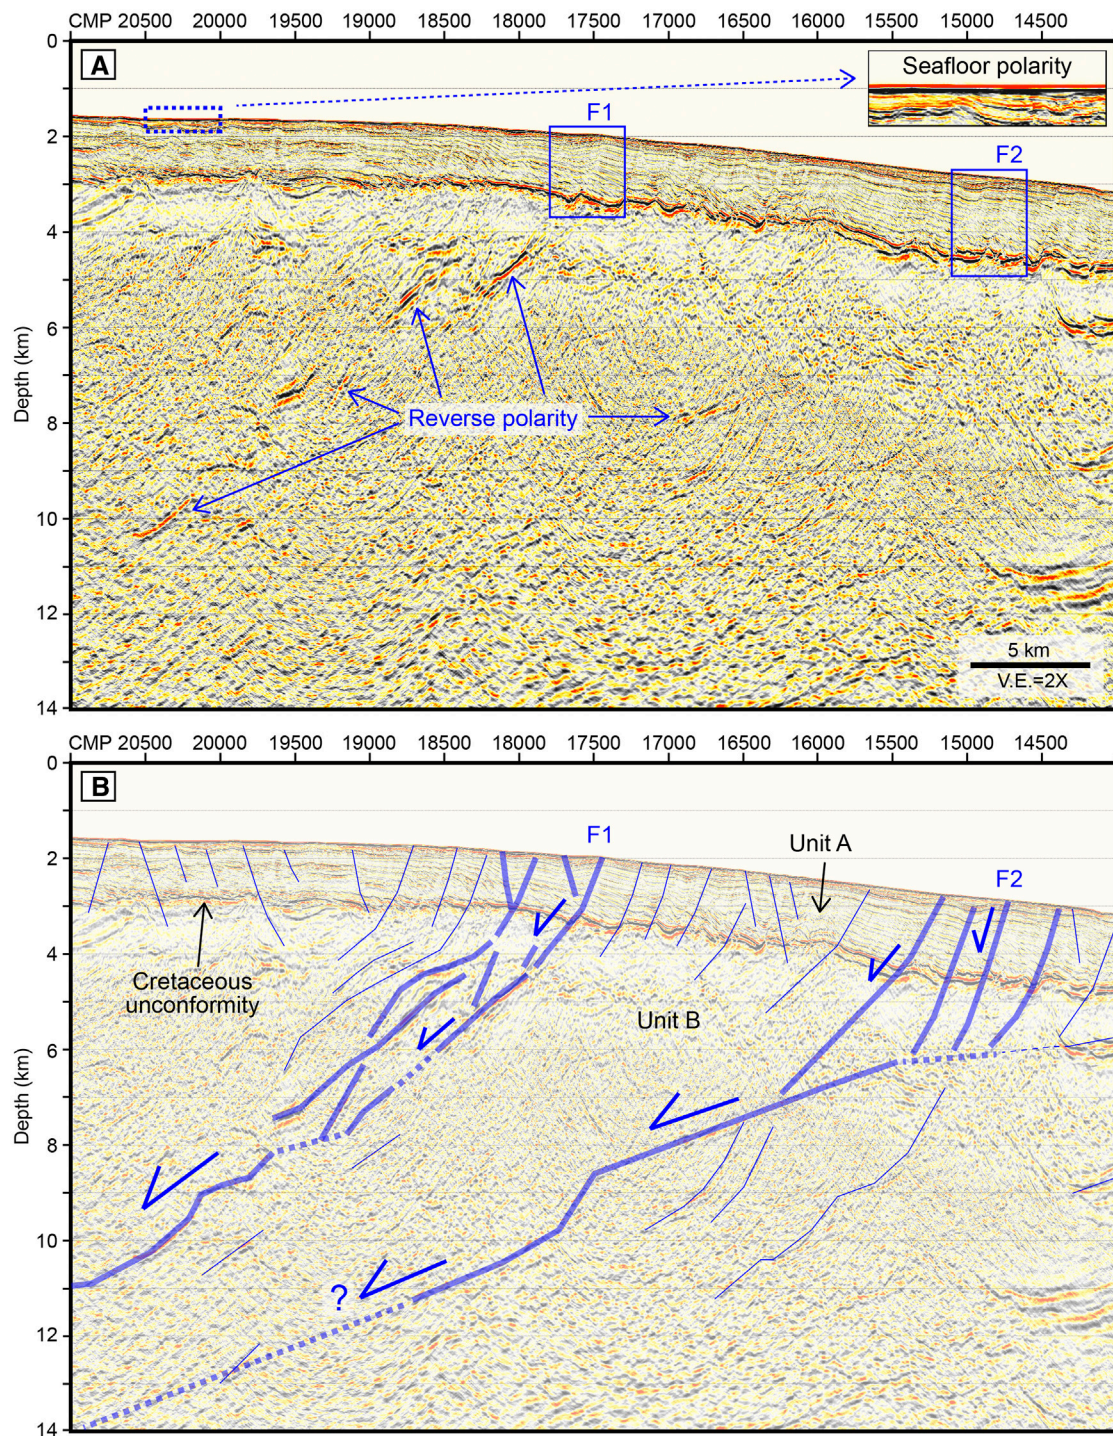 CMP 20500 20000 19500 19000 18500 18000 17500 17000 16500 16000 15500 15000 14500
0
A
Seafloor polarity
F1
2
F2
4
6
Depth (km)
Reverse polarity
8
10
12
5 km
V.E.=2X
14
CMP 20500 20000 19500 19000 18500 18000 17500 17000 16500 16000 15500 15000 14500
0
B
F1
Unit A
2
F2
4
Cretaceous
unconformity
Unit B
6
Depth (km)
8
10
?
12
14